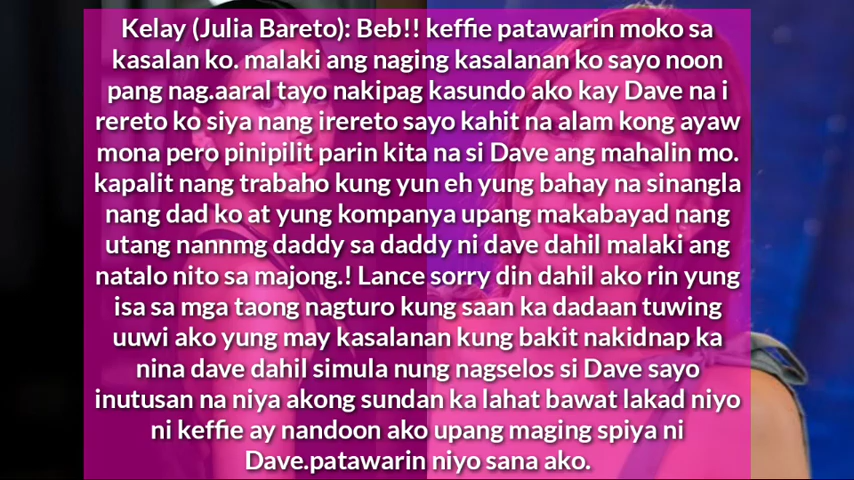 Kelay (Julia Bareto): Beb!! keffie patawarin moko sa
kasalan ko. malaki ang naging kasalanan ko sayo noon
pang nag.aaral tayo nakipag kasundo ako kay Dave na i
rereto ko siya nang irereto sayo kahit na alam kong ayaw
mona pero pinipilit parin kita na si Dave ang mahalin mo.
kapalit nang trabaho kung yun eh yung bahay na sinangla
nang dad ko at yung kompanya upang makabayad nang
utang nannmg daddy sa daddy ni dave dahil malaki ang
natalo nito sa majong.! Lance sorry din dahil ako rin yung
isa sa mga taong nagturo kung saan ka dadaan tuwing
uuwi ako yung may kasalanan kung bakit nakidnap ka
nina dave dahil simula nung nagselos si Dave sayo
inutusan na niya akong sundan ka lahat bawat lakad niyo
ni keffie ay nandoon ako upang maging spiya ni
Dave.patawarin niyo sana ako.